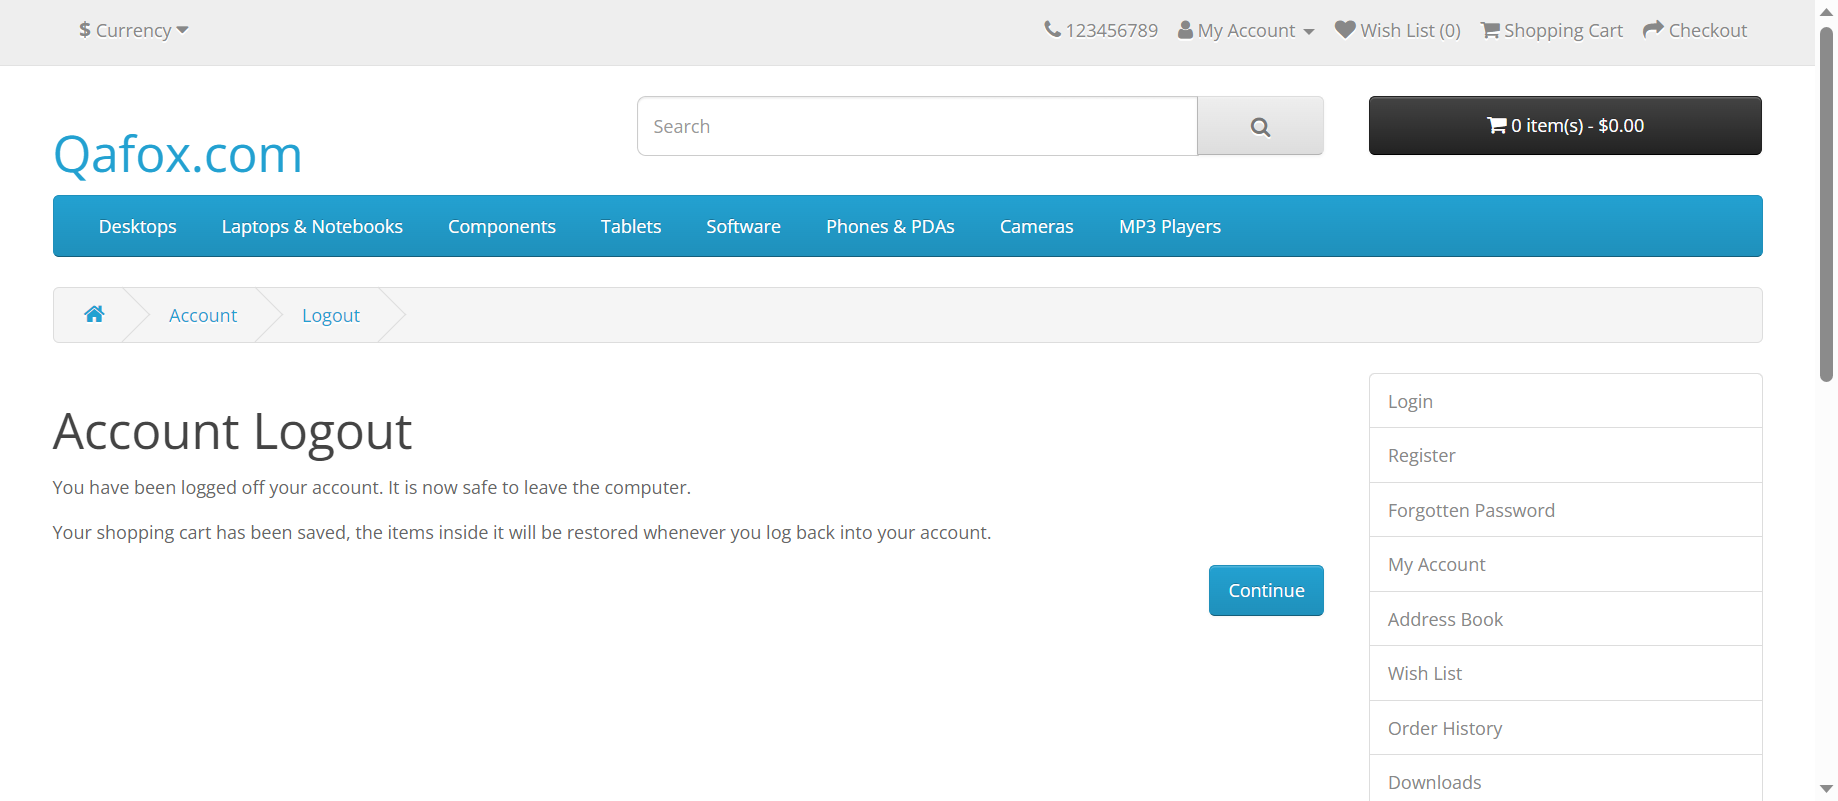 $ Currency
123456789 My Account Wish List (0) Shopping Cart Checkout
Qafox.com
Search
0 item(s) - $0.00
Desktops Laptops & Notebooks Components Tablets Software Phones & PDAs Cameras MP3 Players
Account Logout
Account Logout
You have been logged off your account. It is now safe to leave the computer.
Your shopping cart has been saved, the items inside it will be restored whenever you log back into your account.
Continue
Login
Register
Forgotten Password
My Account
Address Book
Wish List
Order History
Downloads